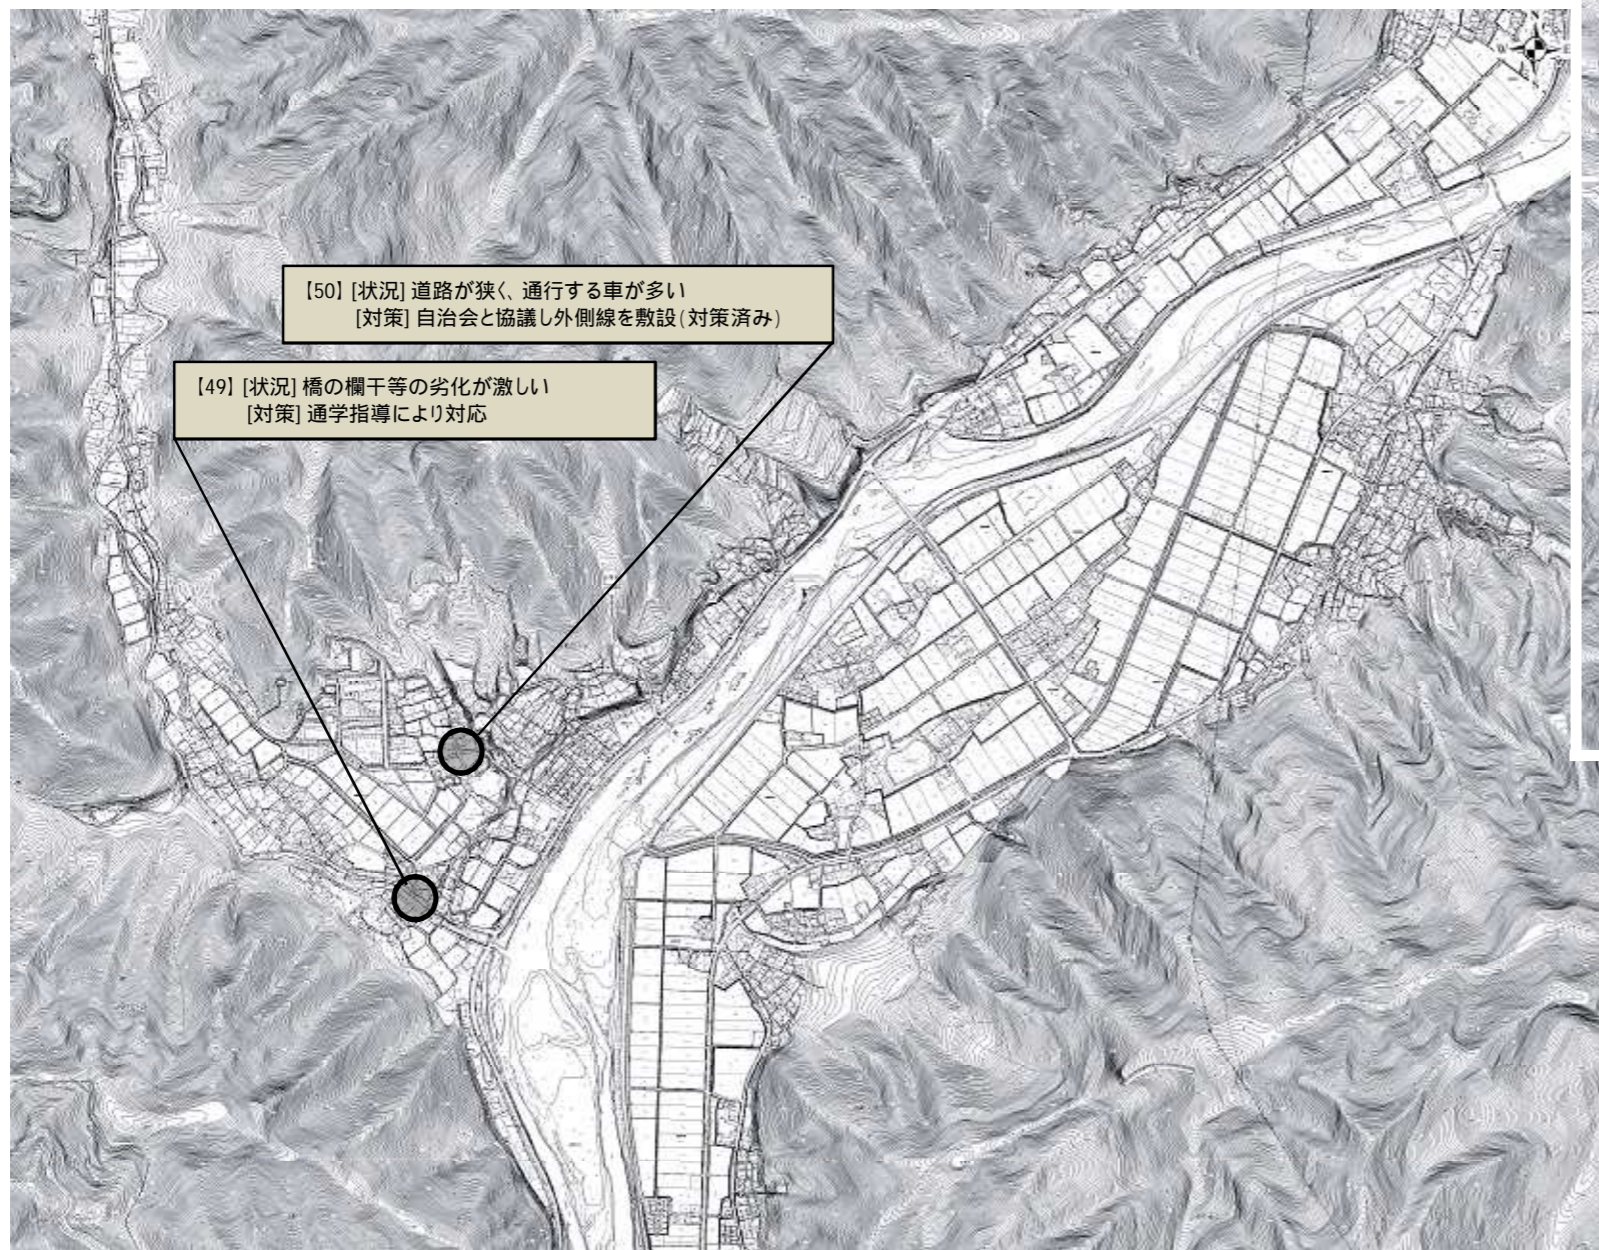 【50】 [状況] 道路が狭く、通行する車が多い
[対策] 自治会と協議し外側線を敷設(対策済み)
【49】 [状況] 橋の欄干等の劣化が激しい
[対策] 通学指導により対応